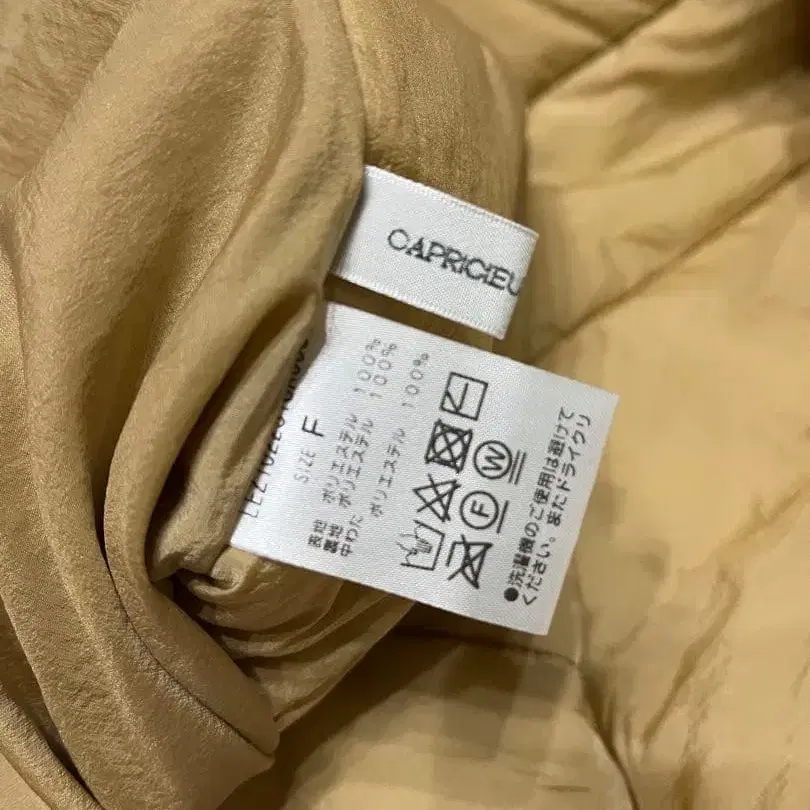 CAPRICIEU
SIZE F
表地 ポリエステル 100%
裏地 ポリエステル 100%
中わた ポリエステル 100%
W
F
●洗濯機のご使用は避けて
ください。またドライクリ